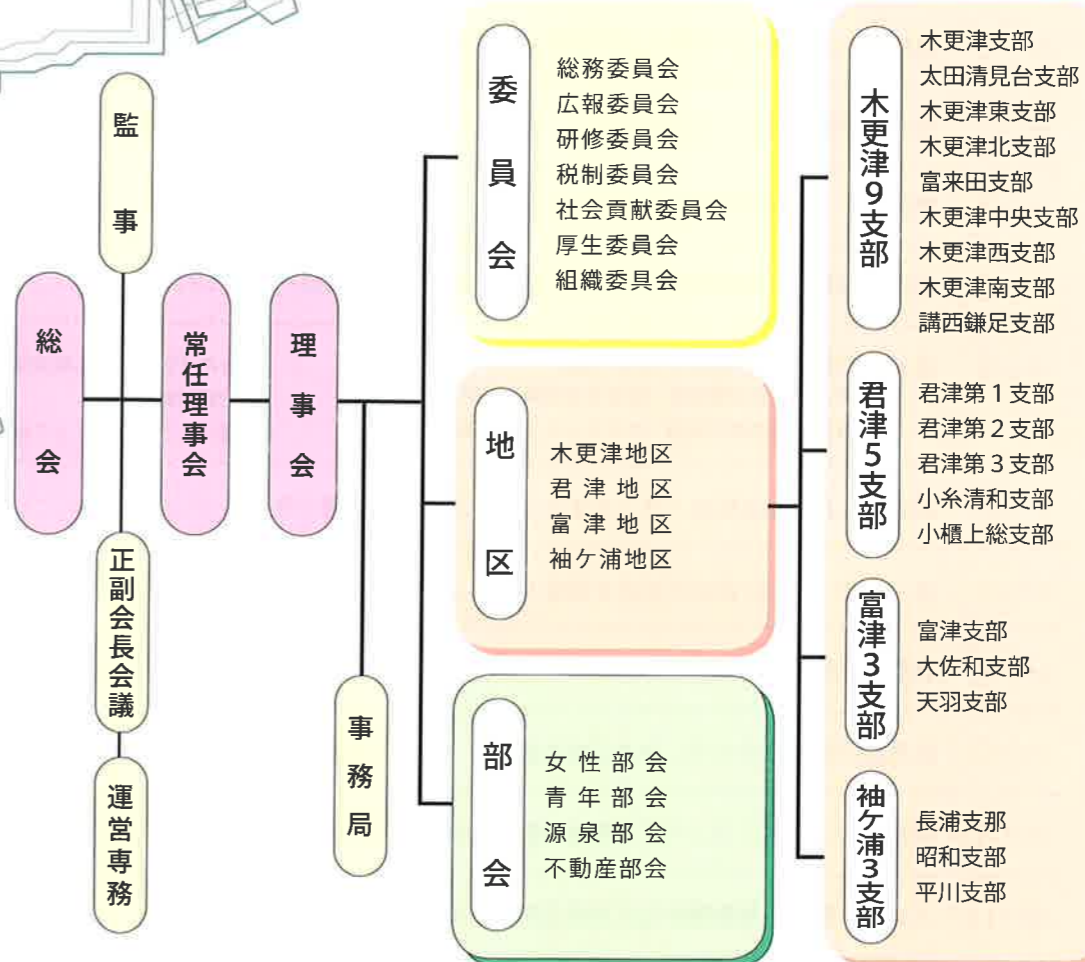 監事
総会
常任理事会
理事会
正副会長会議
運営専務
事務局
委員会
総務委員会
広報委員会
研修委員会
税制委員会
社会貢献委員会
厚生委員会
組織委具会
地区
木更津地区
君津地区
富津地区
袖ケ浦地区
部会
女性部会
青年部会
源泉部会
不動産部会
木更津9支部
木更津支部
太田清見台支部
木更津東支部
木更津北支部
富来田支部
木更津中央支部
木更津西支部
木更津南支部
講西鎌足支部
君津5支部
君津第1支部
君津第2支部
君津第3支部
小糸清和支部
小櫃上総支部
富津3支部
富津支部
大佐和支部
天羽支部
袖ケ浦3支部
長浦支那
昭和支部
平川支部